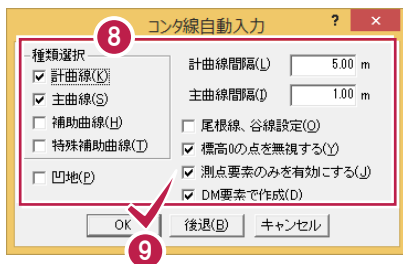 コンタ線自動入力
? ×
8
種類選択
計曲線(K)
主曲線(S)
補助曲線(H)
特殊補助曲線(T)
凹地(P)
計曲線間隔(L) 5.00 m
主曲線間隔(I) 1.00 m
尾根線、谷線設定(O)
標高0の点を無視する(Y)
測点要素のみを有効にする(J)
DM要素で作成(D)
OK 後退(B) キャンセル
9